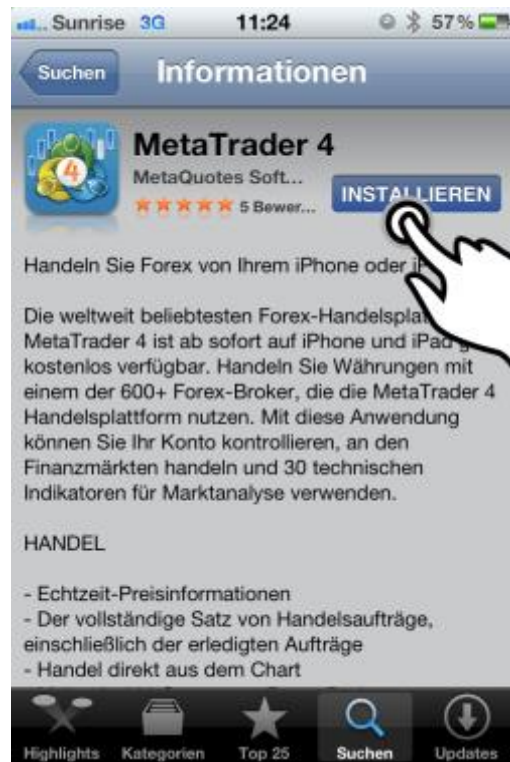 Sunrise 3G 11:24 57%
Suchen Informationen
MetaTrader 4
MetaQuotes Soft...
5 Bewer...
INSTALLIEREN
4
Handeln Sie Forex von Ihrem iPhone oder
Die weltweit beliebtesten
MetaTrader 4 ist ab sofort auf iPhone und iPad
kostenlos verfügbar. Handeln Sie Währungen mit
einem der 600+ Forex-Broker, die die MetaTrader 4
Handelsplattform nutzen. Mit diese Anwendung
können Sie Ihr Konto kontrollieren, an den
Finanzmärkten handeln und 30 technischen
Indikatoren für Marktanalyse verwenden.
HANDEL
- Echtzeit-Preisinformationen
- Der vollständige Satz von Handelsaufträge,
einschließlich der erledigten Aufträge
- Handel direkt aus dem Chart
Highlights Kategorien Top 25 Suchen Updates